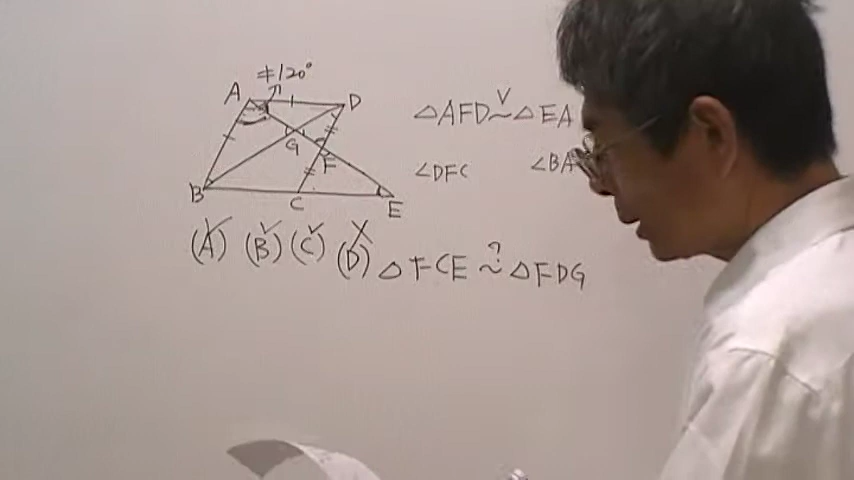 ≠120°
A
D
G
F
B
C
E
△AFD ~ △EA
∠DFC ∠BA
(A) (B) (C) (D) △FCE ~? △FDG